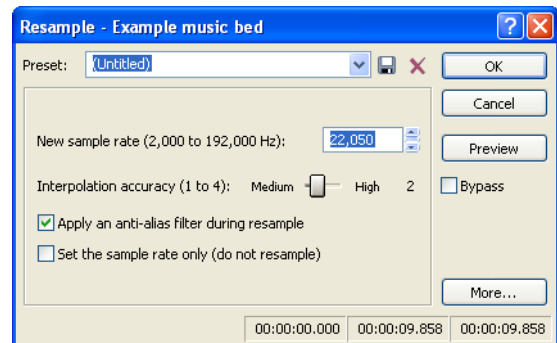 Resample - Example music bed
Preset: (Untitled)
OK
Cancel
New sample rate (2,000 to 192,000 Hz): 22,050
Preview
Interpolation accuracy (1 to 4): Medium High 2
Bypass
Apply an anti-alias filter during resample
Set the sample rate only (do not resample)
More...
00:00:00.000 00:00:09.858 00:00:09.858